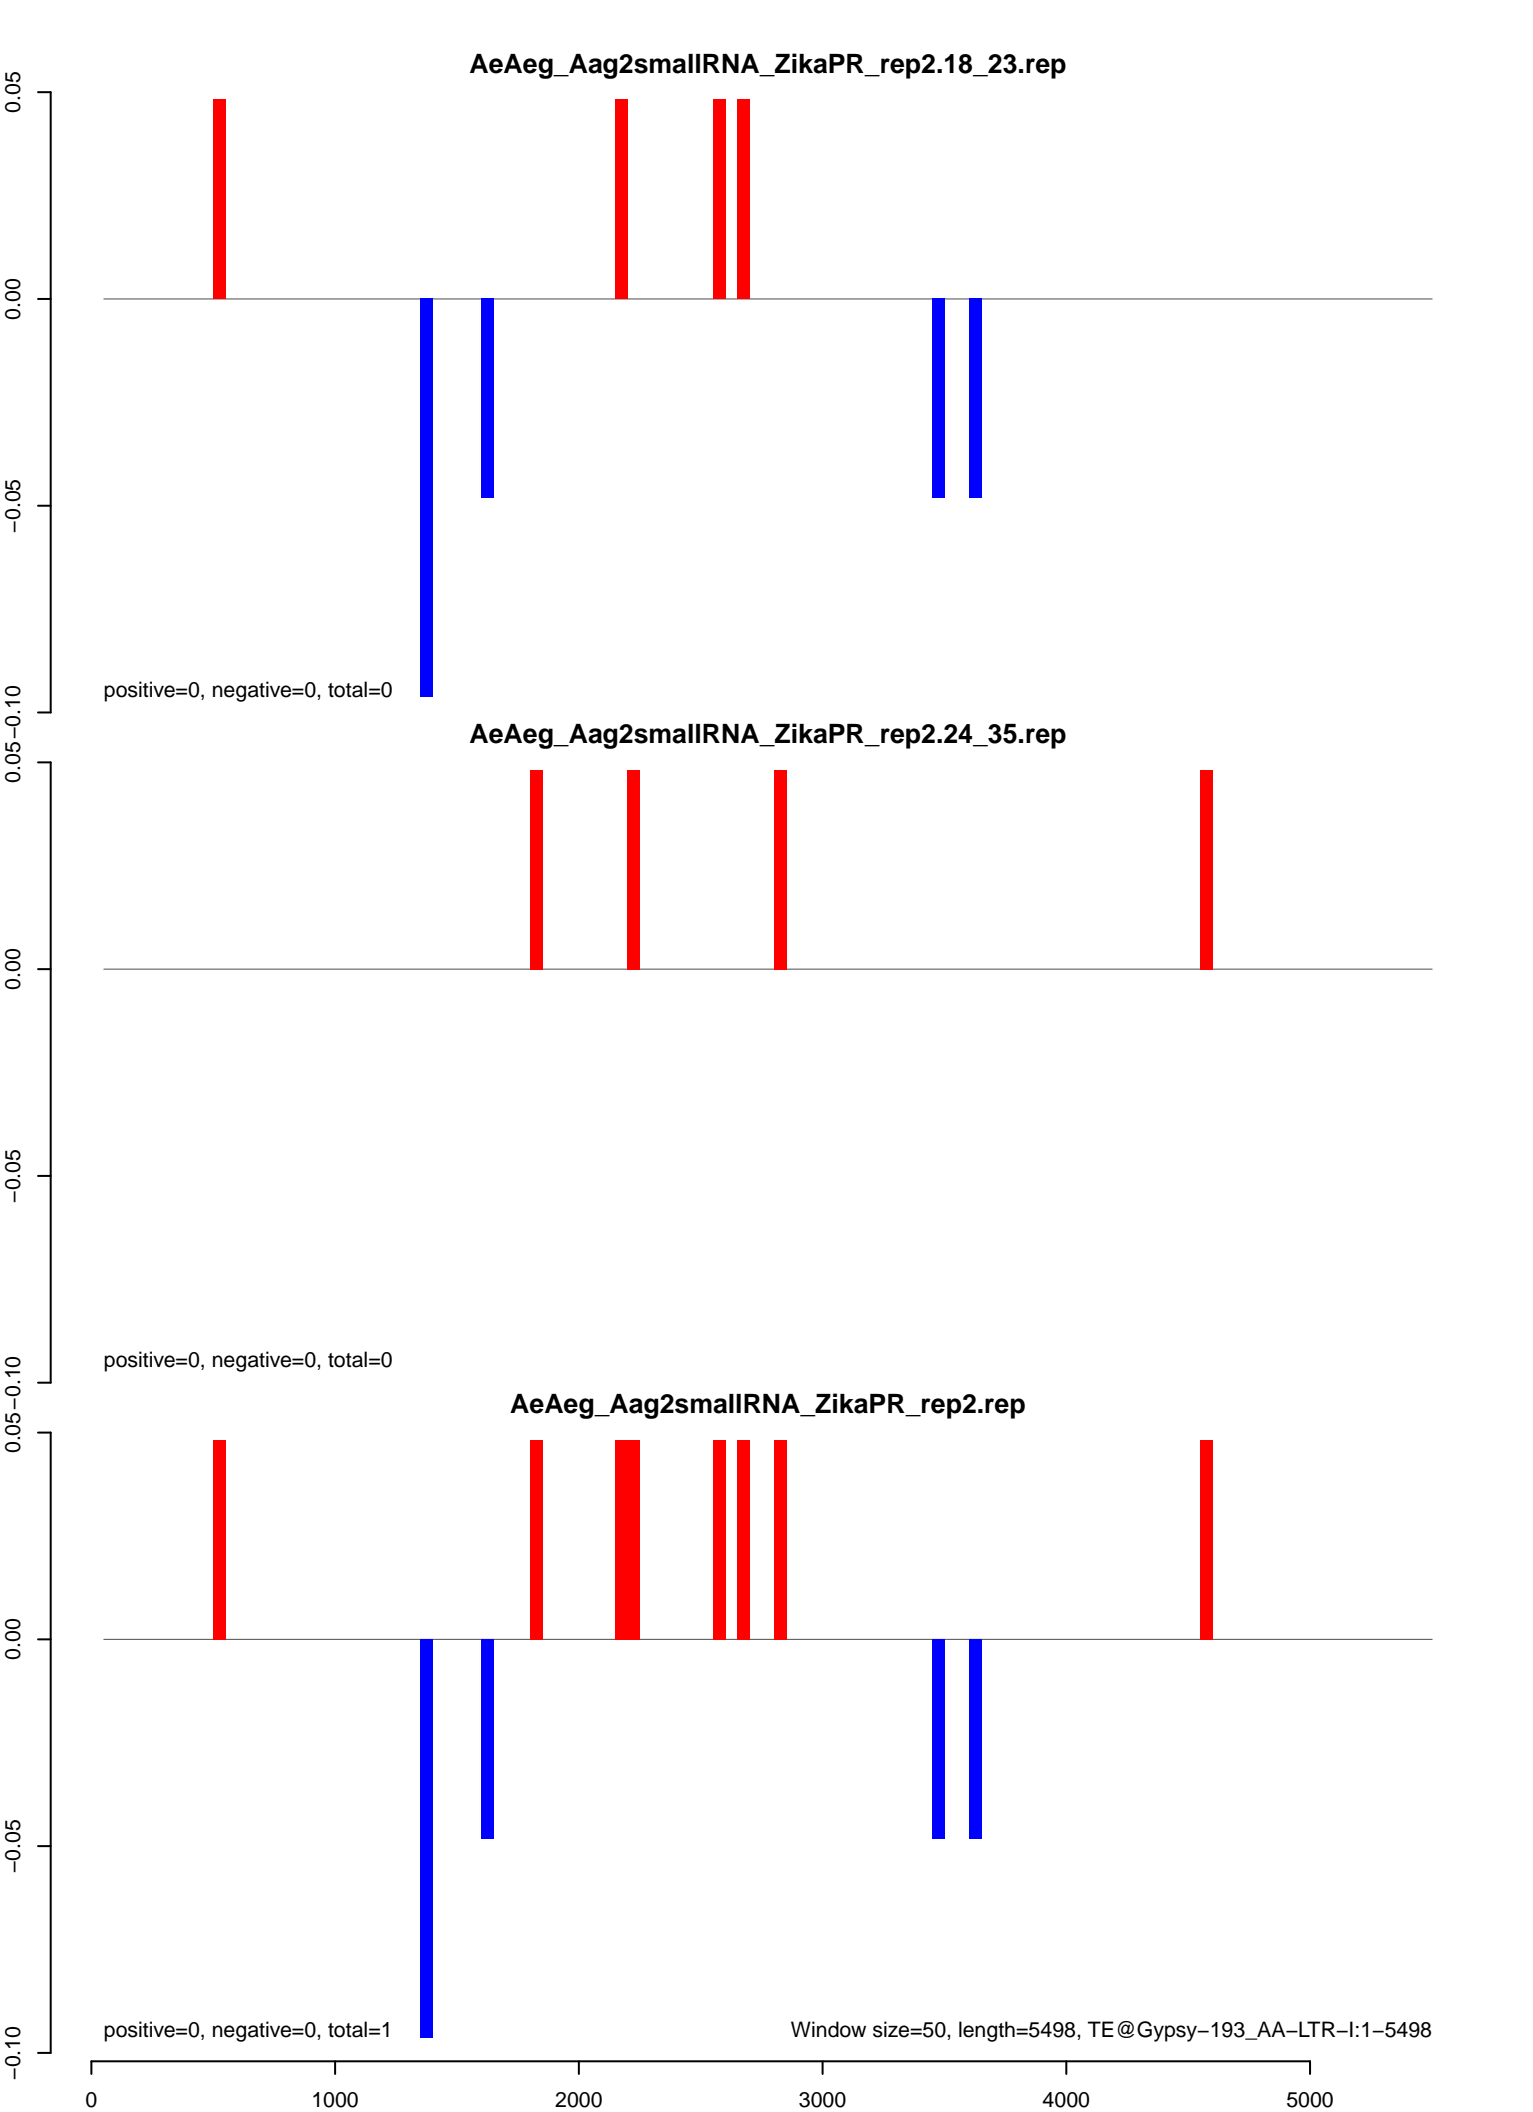 AeAeg_Aag2smallRNA_ZikaPR_rep2.18_23.rep
0.05
0.00
−0.05
−0.10
positive=0, negative=0, total=0
AeAeg_Aag2smallRNA_ZikaPR_rep2.24_35.rep
0.05
0.00
−0.05
−0.10
positive=0, negative=0, total=0
AeAeg_Aag2smallRNA_ZikaPR_rep2.rep
0.05
0.00
−0.05
−0.10
positive=0, negative=0, total=1
Window size=50, length=5498, TE@Gypsy−193_AA−LTR−I:1−5498
0 1000 2000 3000 4000 5000